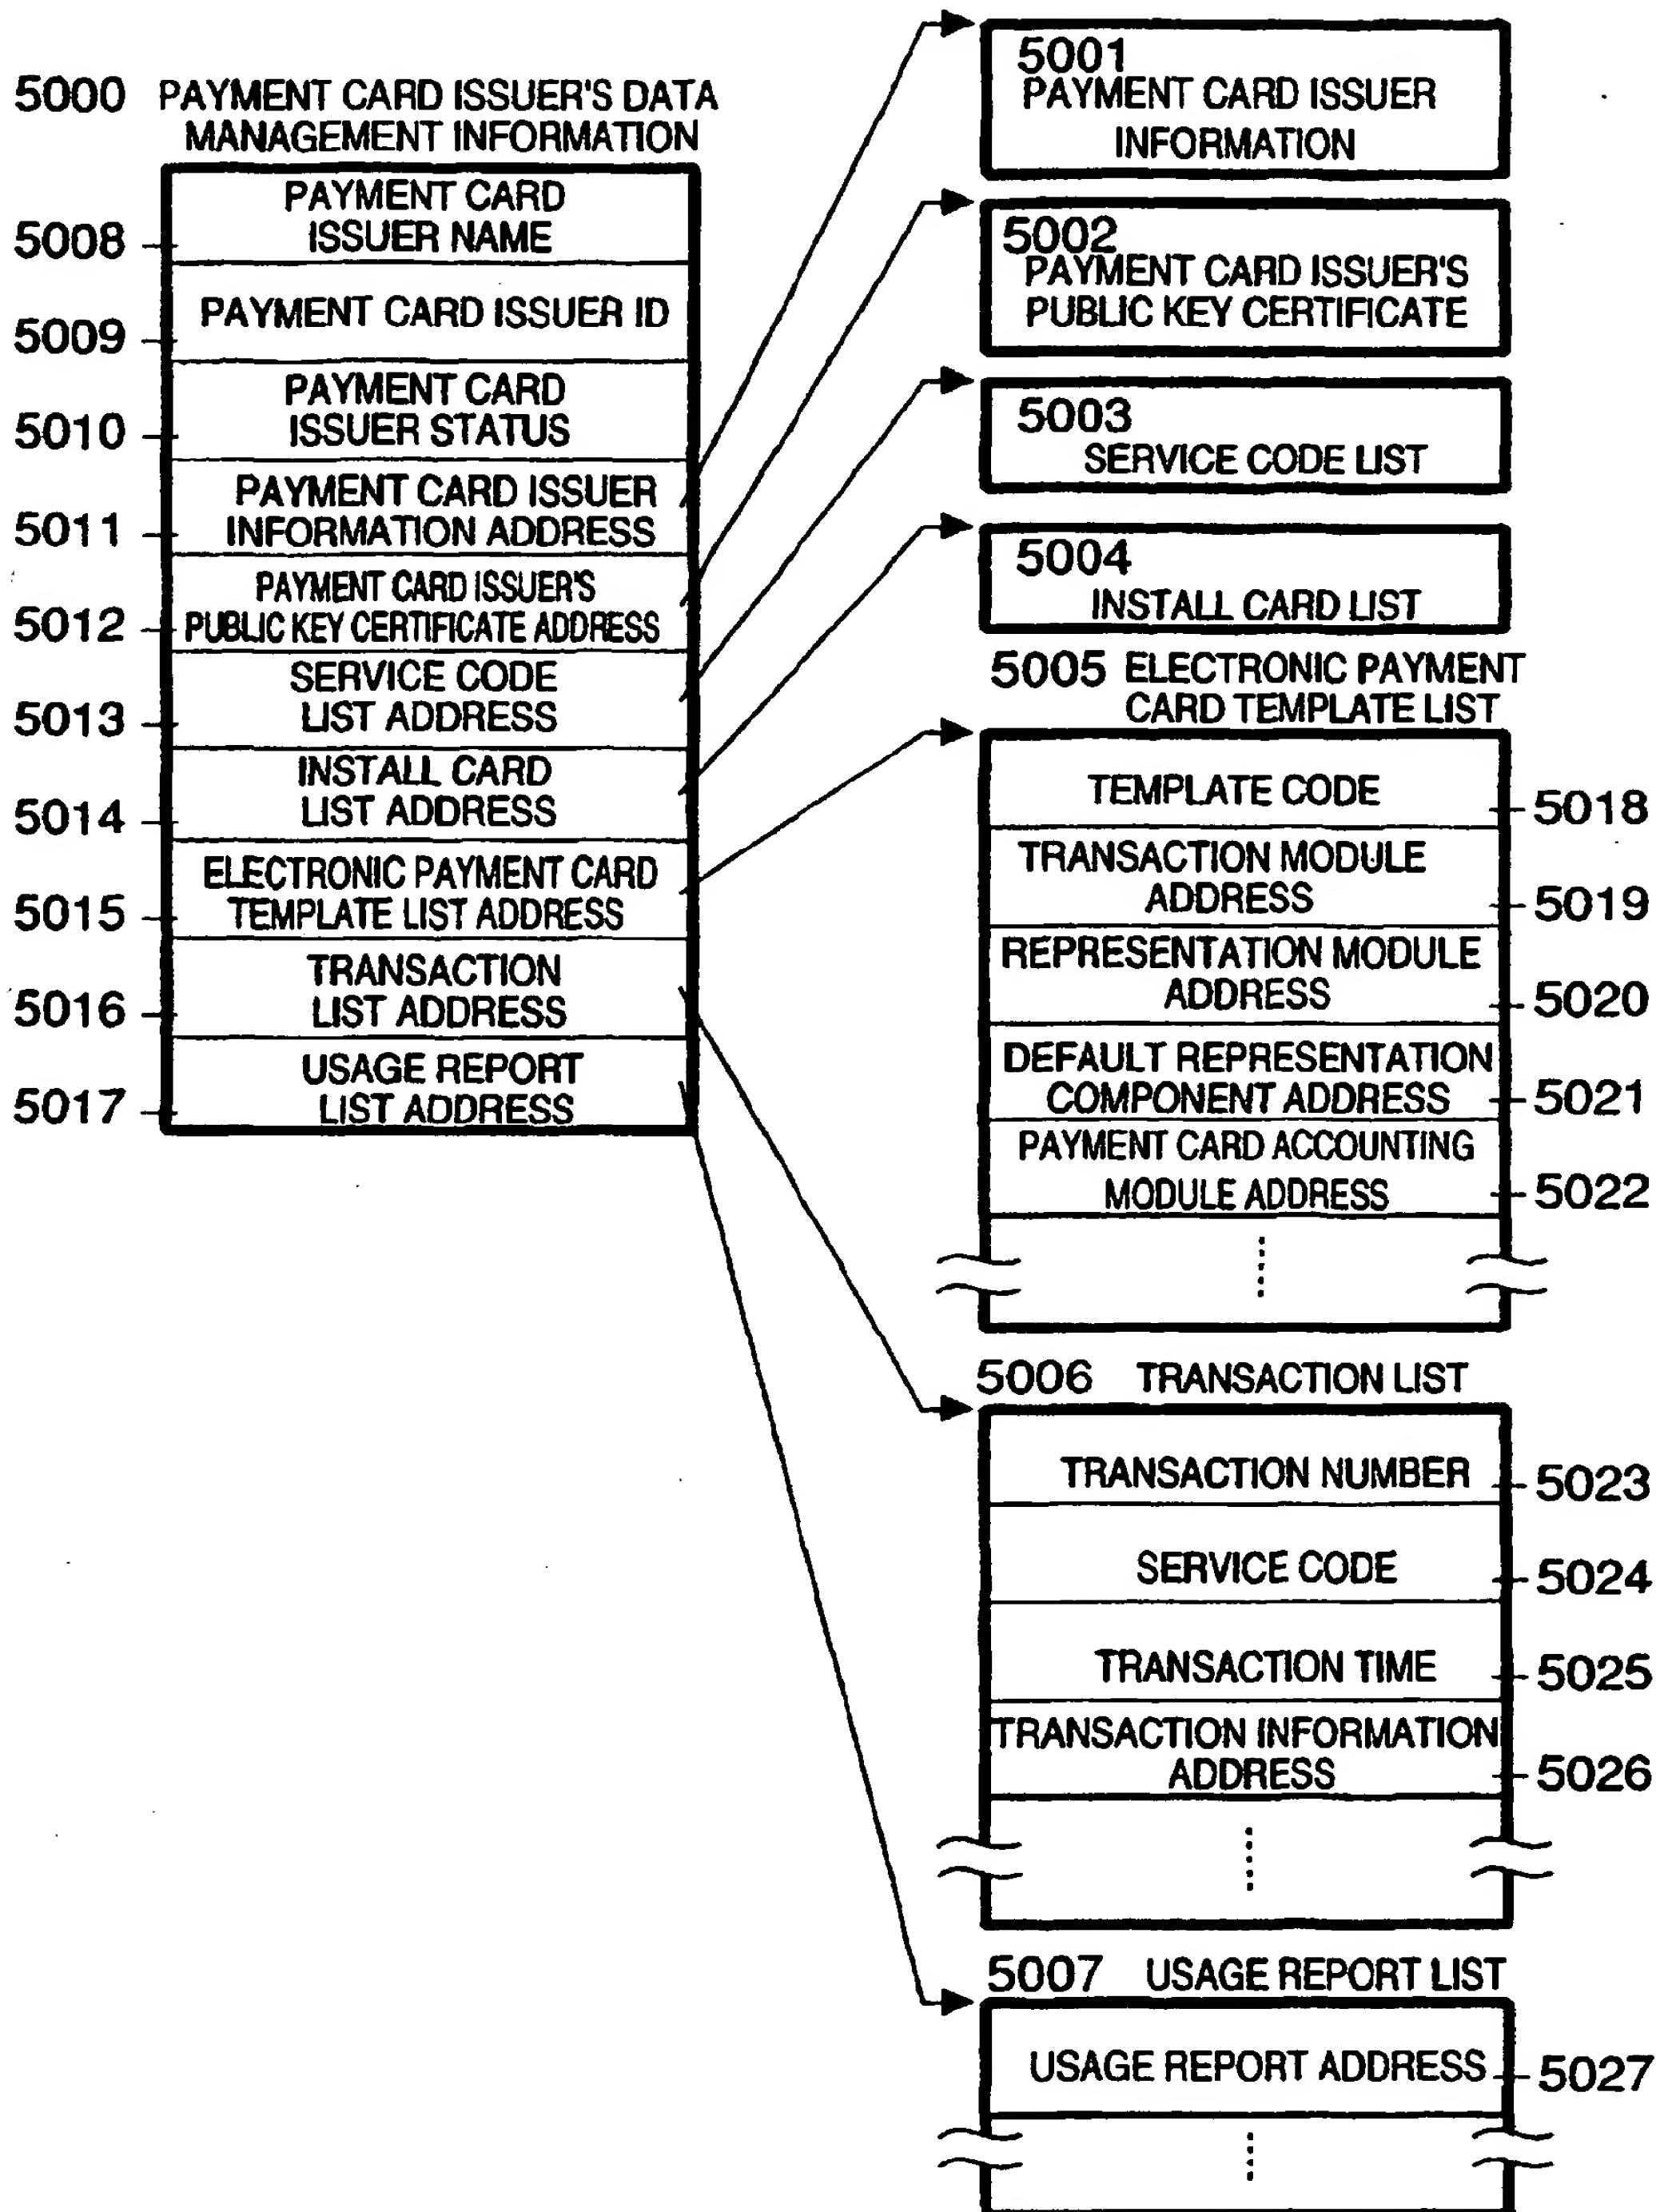 5000 PAYMENT CARD ISSUER'S DATA
MANAGEMENT INFORMATION
PAYMENT CARD
5008 ISSUER NAME
PAYMENT CARD ISSUER ID
5009
PAYMENT CARD
5010 ISSUER STATUS
PAYMENT CARD ISSUER
5011 INFORMATION ADDRESS
PAYMENT CARD ISSUER'S
5012 PUBLIC KEY CERTIFICATE ADDRESS
SERVICE CODE
5013 LIST ADDRESS
INSTALL CARD
5014 LIST ADDRESS
ELECTRONIC PAYMENT CARD
5015 TEMPLATE LIST ADDRESS
TRANSACTION
5016 LIST ADDRESS
USAGE REPORT
5017 LIST ADDRESS
5001
PAYMENT CARD ISSUER
INFORMATION
5002
PAYMENT CARD ISSUER'S
PUBLIC KEY CERTIFICATE
5003
SERVICE CODE LIST
5004
INSTALL CARD LIST
5005 ELECTRONIC PAYMENT
CARD TEMPLATE LIST
TEMPLATE CODE 5018
TRANSACTION MODULE
ADDRESS 5019
REPRESENTATION MODULE
ADDRESS 5020
DEFAULT REPRESENTATION
COMPONENT ADDRESS 5021
PAYMENT CARD ACCOUNTING
MODULE ADDRESS 5022
5006 TRANSACTION LIST
TRANSACTION NUMBER 5023
SERVICE CODE 5024
TRANSACTION TIME 5025
TRANSACTION INFORMATION
ADDRESS 5026
5007 USAGE REPORT LIST
USAGE REPORT ADDRESS 5027